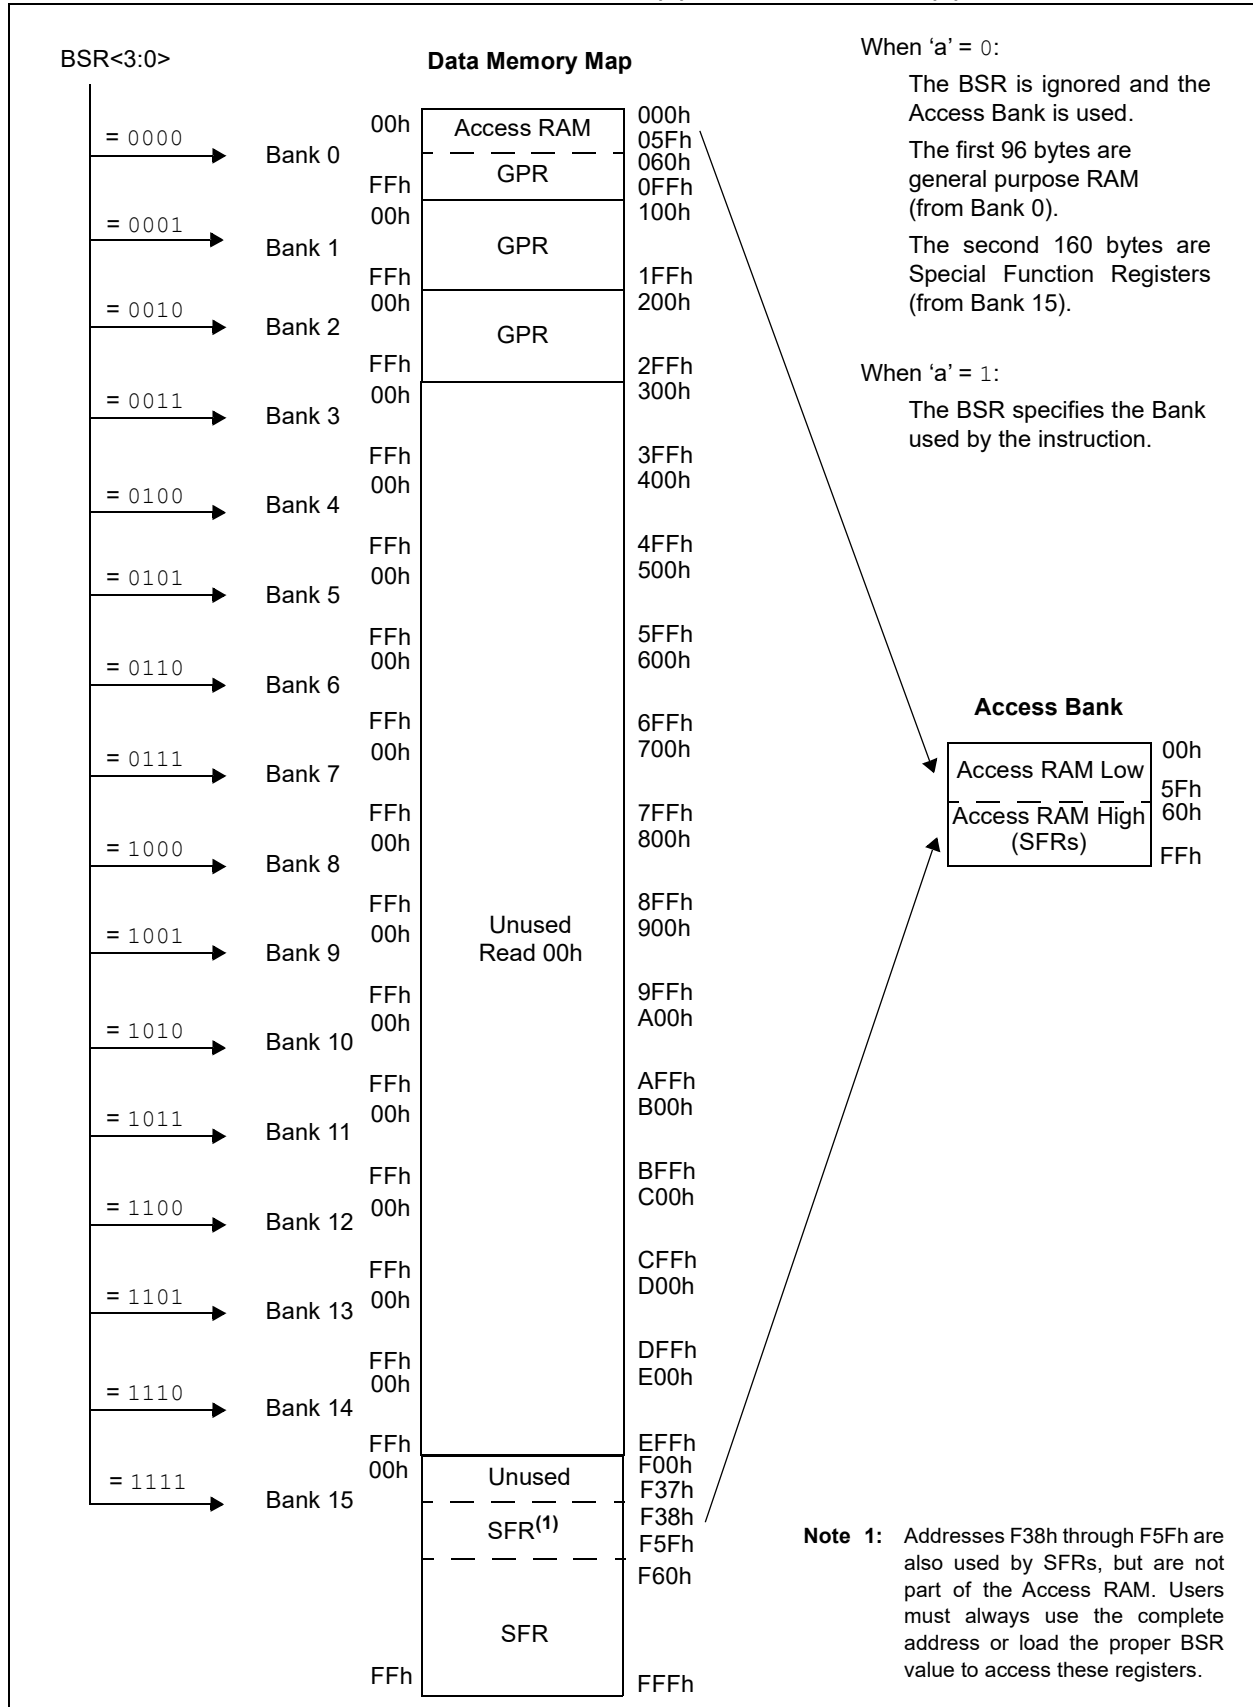 BSR<3:0>
Data Memory Map
When ‘a’ = 0:
The BSR is ignored and the
Access Bank is used.
The first 96 bytes are
general purpose RAM
(from Bank 0).
The second 160 bytes are
Special Function Registers
(from Bank 15).
When ‘a’ = 1:
The BSR specifies the Bank
used by the instruction.
= 0000
Bank 0
00h
Access RAM
000h
05Fh
060h
GPR
FFh
0FFh
= 0001
Bank 1
00h
100h
GPR
FFh
1FFh
= 0010
Bank 2
00h
200h
GPR
FFh
2FFh
= 0011
Bank 3
00h
300h
FFh
3FFh
= 0100
Bank 4
00h
400h
FFh
4FFh
= 0101
Bank 5
00h
500h
FFh
5FFh
= 0110
Bank 6
00h
600h
FFh
6FFh
= 0111
Bank 7
00h
700h
FFh
7FFh
= 1000
Bank 8
00h
800h
FFh
8FFh
Unused
Read 00h
= 1001
Bank 9
00h
900h
FFh
9FFh
= 1010
Bank 10
00h
A00h
FFh
AFFh
= 1011
Bank 11
00h
B00h
FFh
BFFh
= 1100
Bank 12
00h
C00h
FFh
CFFh
= 1101
Bank 13
00h
D00h
FFh
DFFh
= 1110
Bank 14
00h
E00h
FFh
EFFh
= 1111
Bank 15
00h
F00h
Unused
F37h
F38h
SFR(1)
F5Fh
F60h
SFR
FFh
FFFh
Access Bank
Access RAM Low
00h
5Fh
Access RAM High
(SFRs)
60h
FFh
Note 1: Addresses F38h through F5Fh are
also used by SFRs, but are not
part of the Access RAM. Users
must always use the complete
address or load the proper BSR
value to access these registers.